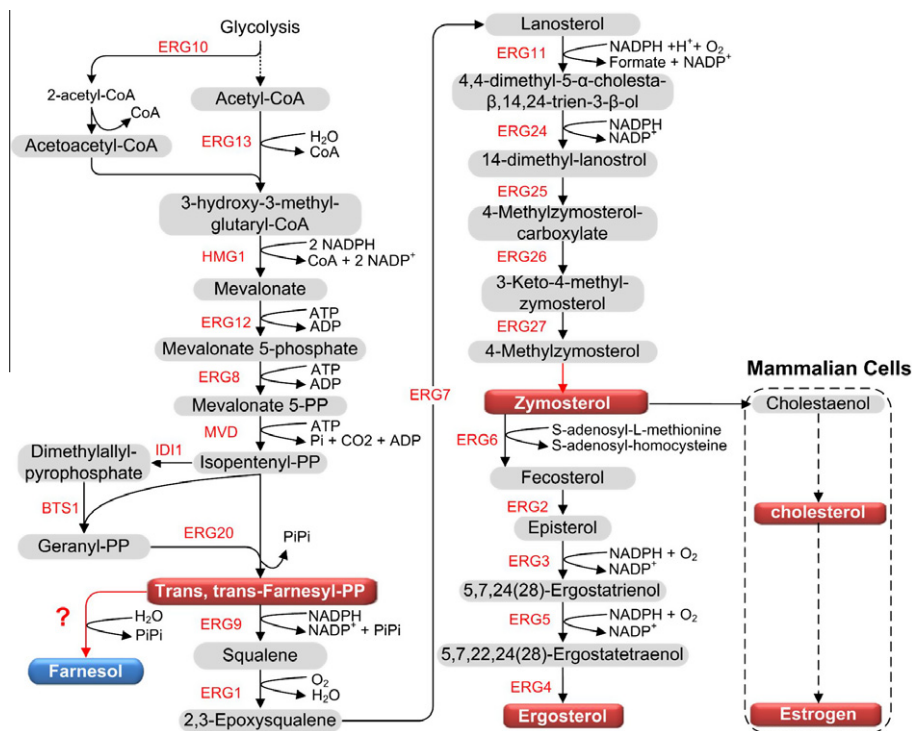 Glycolysis
ERG10
2-acetyl-CoA
CoA
Acetoacetyl-CoA
Acetyl-CoA
ERG13
H₂O
CoA
3-hydroxy-3-methyl-
glutaryl-CoA
HMG1
2 NADPH
CoA + 2 NADP⁺
Mevalonate
ERG12
ATP
ADP
Mevalonate 5-phosphate
ERG8
ATP
ADP
Mevalonate 5-PP
MVD
ATP
Pi + CO2 + ADP
Dimethylallyl-
pyrophosphate
IDI1
Isopentenyl-PP
BTS1
Geranyl-PP
ERG20
PiPi
Trans, trans-Farnesyl-PP
?
H₂O
PiPi
Farnesol
ERG9
NADPH
NADP⁺ + PiPi
Squalene
ERG1
O₂
H₂O
2,3-Epoxysqualene
ERG7
Lanosterol
ERG11
NADPH +H⁺+ O₂
Formate + NADP⁺
4,4-dimethyl-5-α-cholesta-
β,14,24-trien-3-β-ol
ERG24
NADPH
NADP⁺
14-dimethyl-lanostrol
ERG25
4-Methylzymosterol-
carboxylate
ERG26
3-Keto-4-methyl-
zymosterol
ERG27
4-Methylzymosterol
Zymosterol
ERG6
S-adenosyl-L-methionine
S-adenosyl-homocysteine
Fecosterol
ERG2
Episterol
ERG3
NADPH + O₂
NADP⁺
5,7,24(28)-Ergostatrienol
ERG5
NADPH + O₂
NADP⁺
5,7,22,24(28)-Ergostatetraenol
ERG4
Ergosterol
Mammalian Cells
Cholestaenol
cholesterol
Estrogen